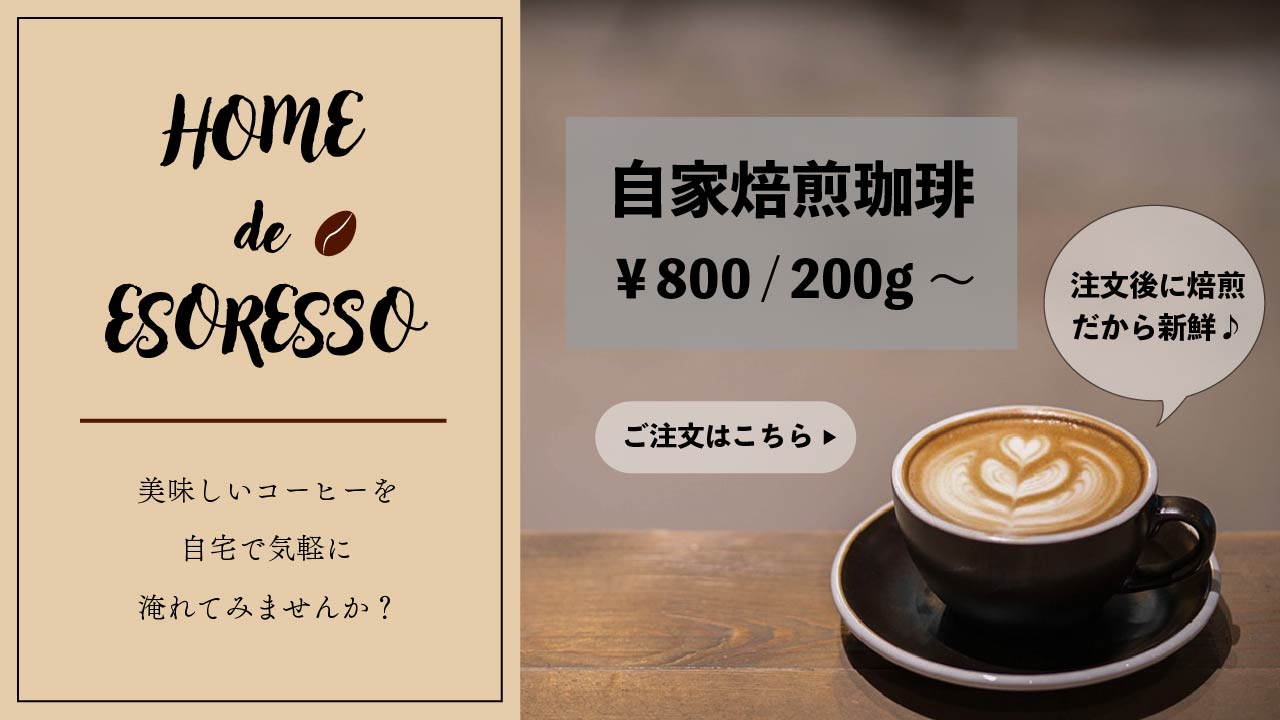 HOME
de
ESORESSO
美味しいコーヒーを
自宅で気軽に
淹れてみませんか？
自家焙煎珈琲
¥800/200g～
注文後に焙煎
だから新鮮♪
ご注文はこちら▶